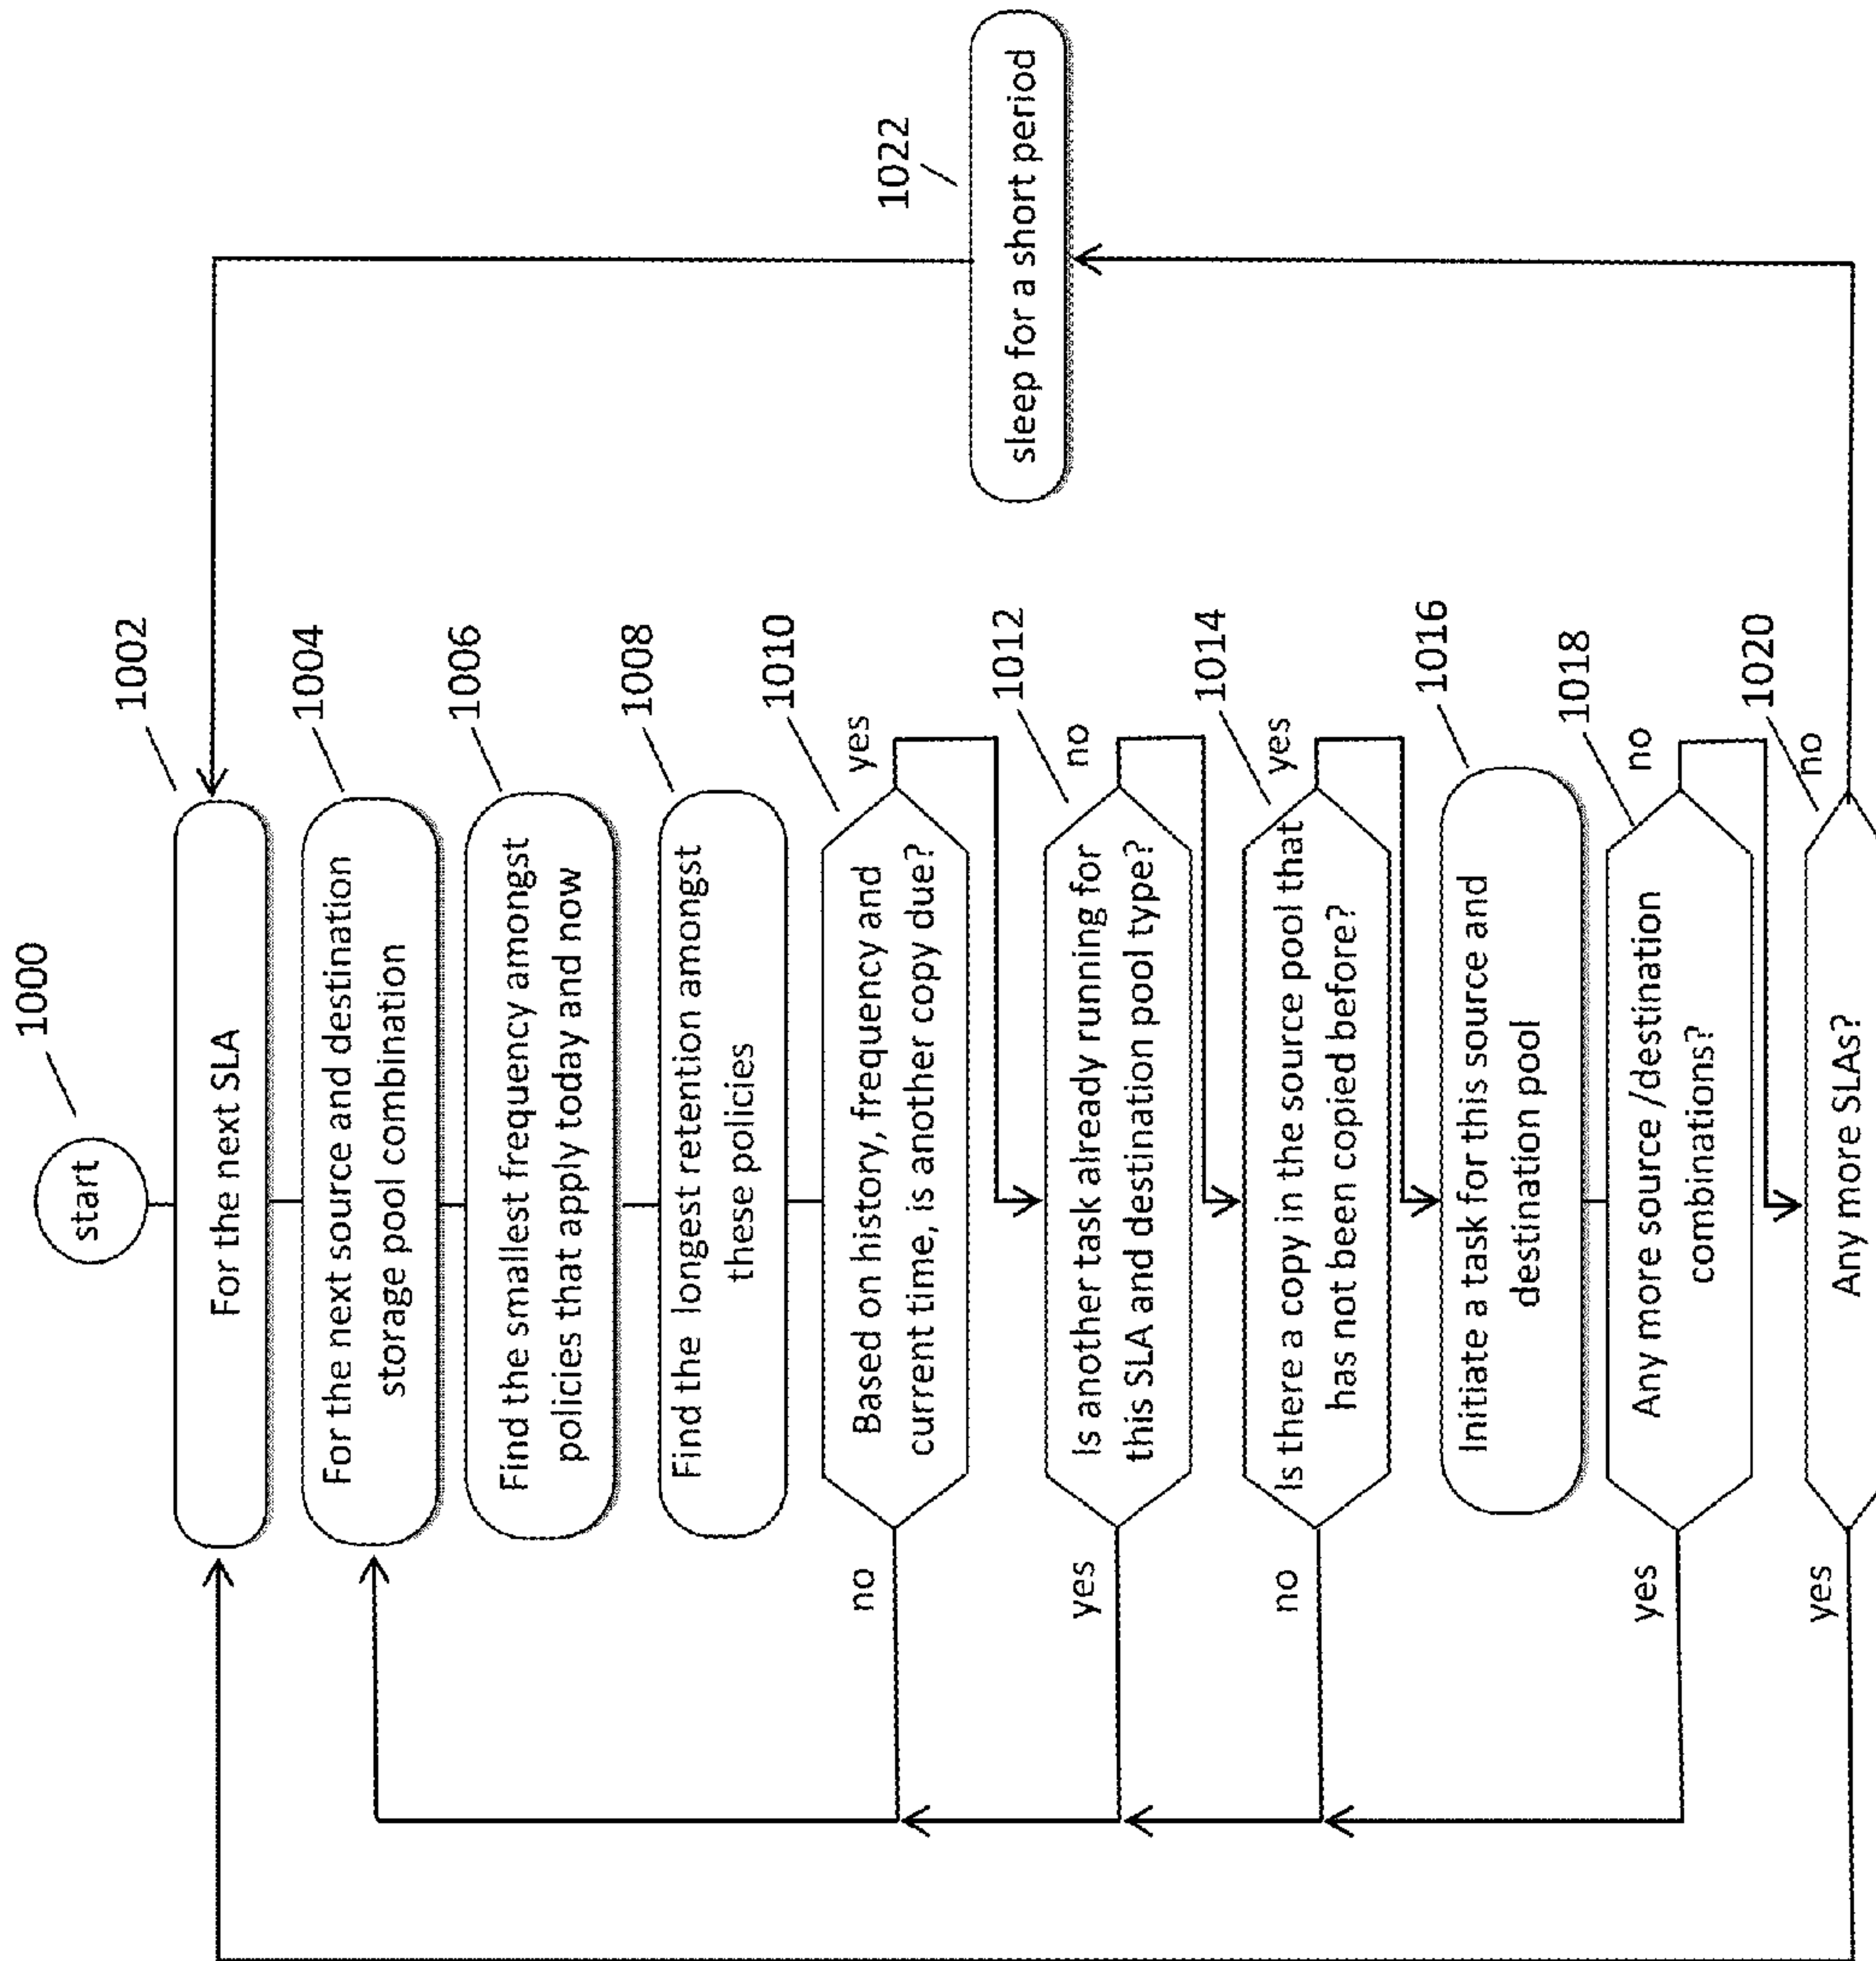 start
1000
For the next SLA
1002
For the next source and destination
storage pool combination
1004
Find the smallest frequency amongst
policies that apply today and now
1006
Find the  longest retention amongst
these policies
1008
Based on history, frequency and
current time, is another copy due?
1010
no
yes
Is another task already running for
this SLA and destination pool type?
1012
yes
no
Is there a copy in the source pool that
has not been copied before?
1014
no
yes
Initiate a task for this source and
destination pool
1016
Any more source /destination
combinations?
1018
yes
no
Any more SLAs?
1020
yes
no
sleep for a short period
1022